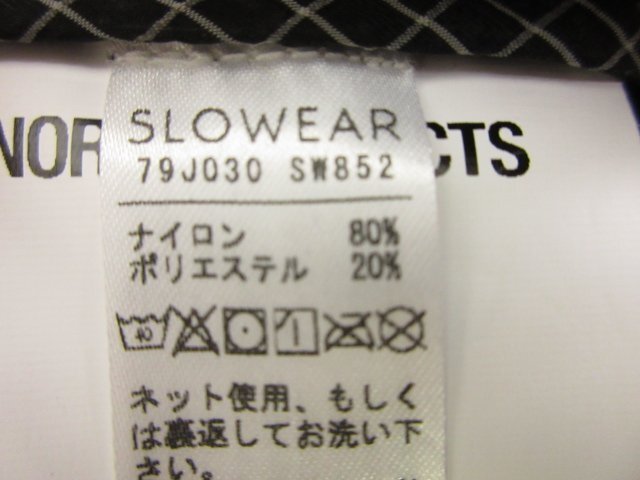 SLOWEAR
NOR CTS
79J030 SW852
ナイロン 80%
ポリエステル 20%
40
ネット使用、もしく
は裏返してお洗い下
さい。